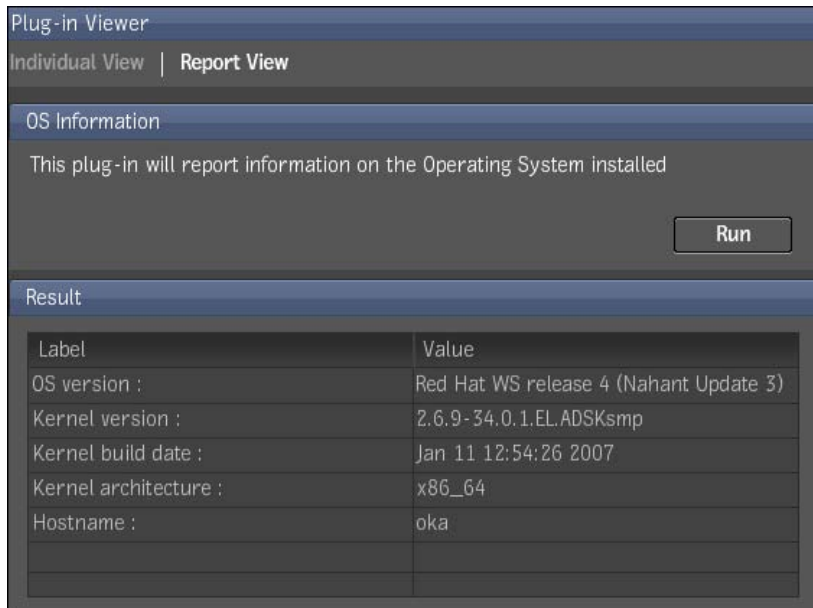 Plug-in Viewer
Individual View | Report View
OS Information
This plug-in will report information on the Operating System installed
Run
Result
Label Value
OS version : Red Hat WS release 4 (Nahant Update 3)
Kernel version : 2.6.9-34.0.1.EL.ADSKsmp
Kernel build date : Jan 11 12:54:26 2007
Kernel architecture : x86_64
Hostname : oka